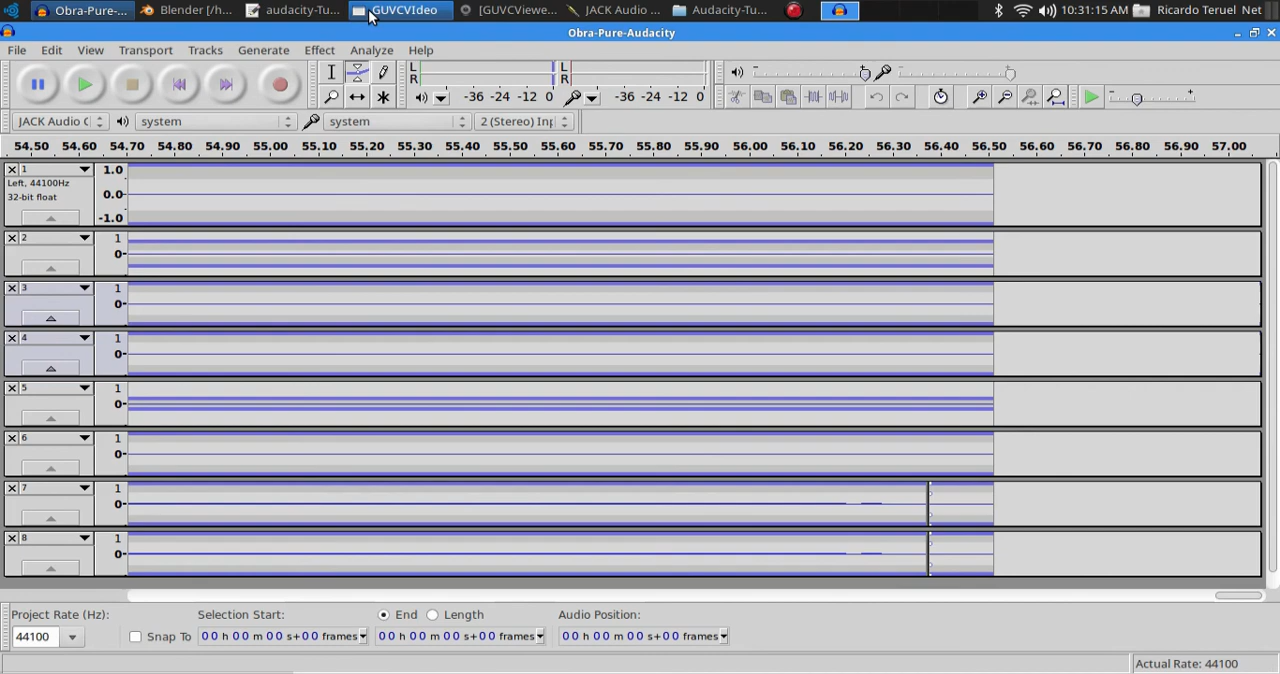 Obra-Pure-... Blender [/h... audacity-Tu... GUVCVIdeo [GUVCViewe... JACK Audio ... Audacity-Tu... 10:31:15 AM Ricardo Teruel Net
Obra-Pure-Audacity
File Edit View Transport Tracks Generate Effect Analyze Help
L
R
-36 -24 -12 0
L
R
-36 -24 -12 0
JACK Audio C system system 2 (Stereo) Inp
54.50 54.60 54.70 54.80 54.90 55.00 55.10 55.20 55.30 55.40 55.50 55.60 55.70 55.80 55.90 56.00 56.10 56.20 56.30 56.40 56.50 56.60 56.70 56.80 56.90 57.00
1 1.0
Left, 44100Hz
32-bit float 0.0
-1.0
2 1
0
3 1
0
4 1
0
5 1
0
6 1
0
7 1
0
8 1
0
Project Rate (Hz): Selection Start: End Length Audio Position:
44100 Snap To 00 h 00 m 00 s+00 frames 00 h 00 m 00 s+00 frames 00 h 00 m 00 s+00 frames
Actual Rate: 44100